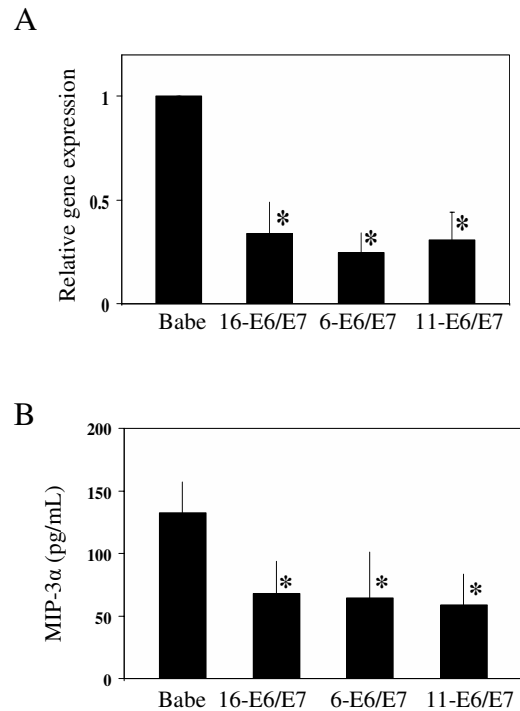 A
Relative gene expression
1
0.5
0
*
*
*
Babe 16-E6/E7 6-E6/E7 11-E6/E7
B
MIP-3α (pg/mL)
200
150
100
50
0
*
*
*
Babe 16-E6/E7 6-E6/E7 11-E6/E7